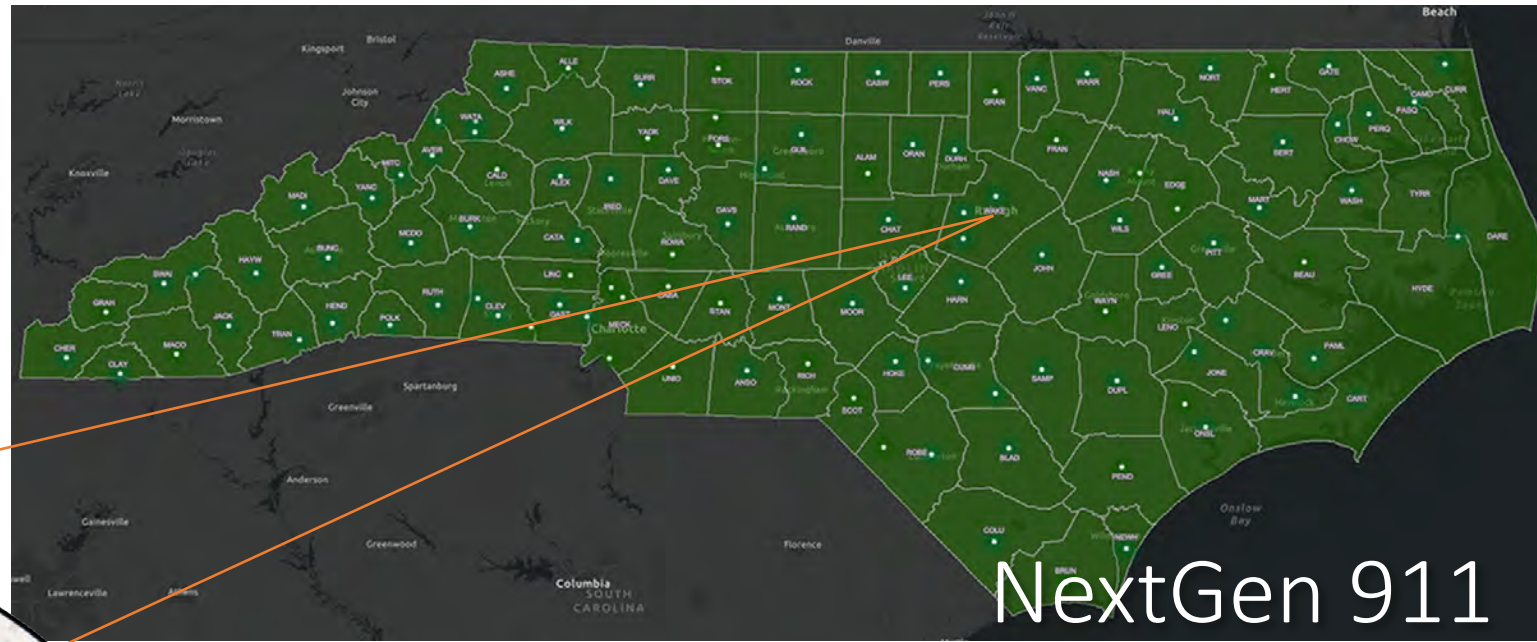 Beach
Bristol
Kingsport
Danville
Johnson
City
Morristown
Knoxville
ASHE
ALLE
SURR
STOK
ROCK
CASW
PERS
GRAN
VANC
WARR
NORT
HERT
GATE
CURR
CAMD
PASQ
PERQ
CHOW
WATA
WILK
YADK
FORS
GUIL
ALAM
ORAN
DURH
FRAN
HALI
BERT
AVER
MITC
YANC
MADI
CALD
ALEX
IRED
DAVE
DAVS
RAND
CHAT
WAKE
NASH
EDGE
MART
WASH
TYRR
DARE
BURK
MCDO
BUNC
HAYW
SWAI
GRAH
CATA
ROWA
WILS
PITT
BEAU
HYDE
JOHN
LEE
HARN
GREE
WAYN
LENO
LINC
GAST
CLEV
RUTH
POLK
HEND
TRAN
JACK
MACO
CLAY
CHER
MECK
Charlotte
CABA
STAN
MONT
MOOR
UNIO
ANSO
RICH
SCOT
HOKE
CUMB
SAMP
DUPL
JONE
CRAV
PAML
CART
ONSL
ROBE
BLAD
PEND
COLU
BRUN
NEWH
Spartanburg
Greenville
Anderson
Gainesville
Greenwood
Florence
Lawrenceville
Athens
Columbia
SOUTH
CAROLINA
Onslow
Bay
NextGen 911